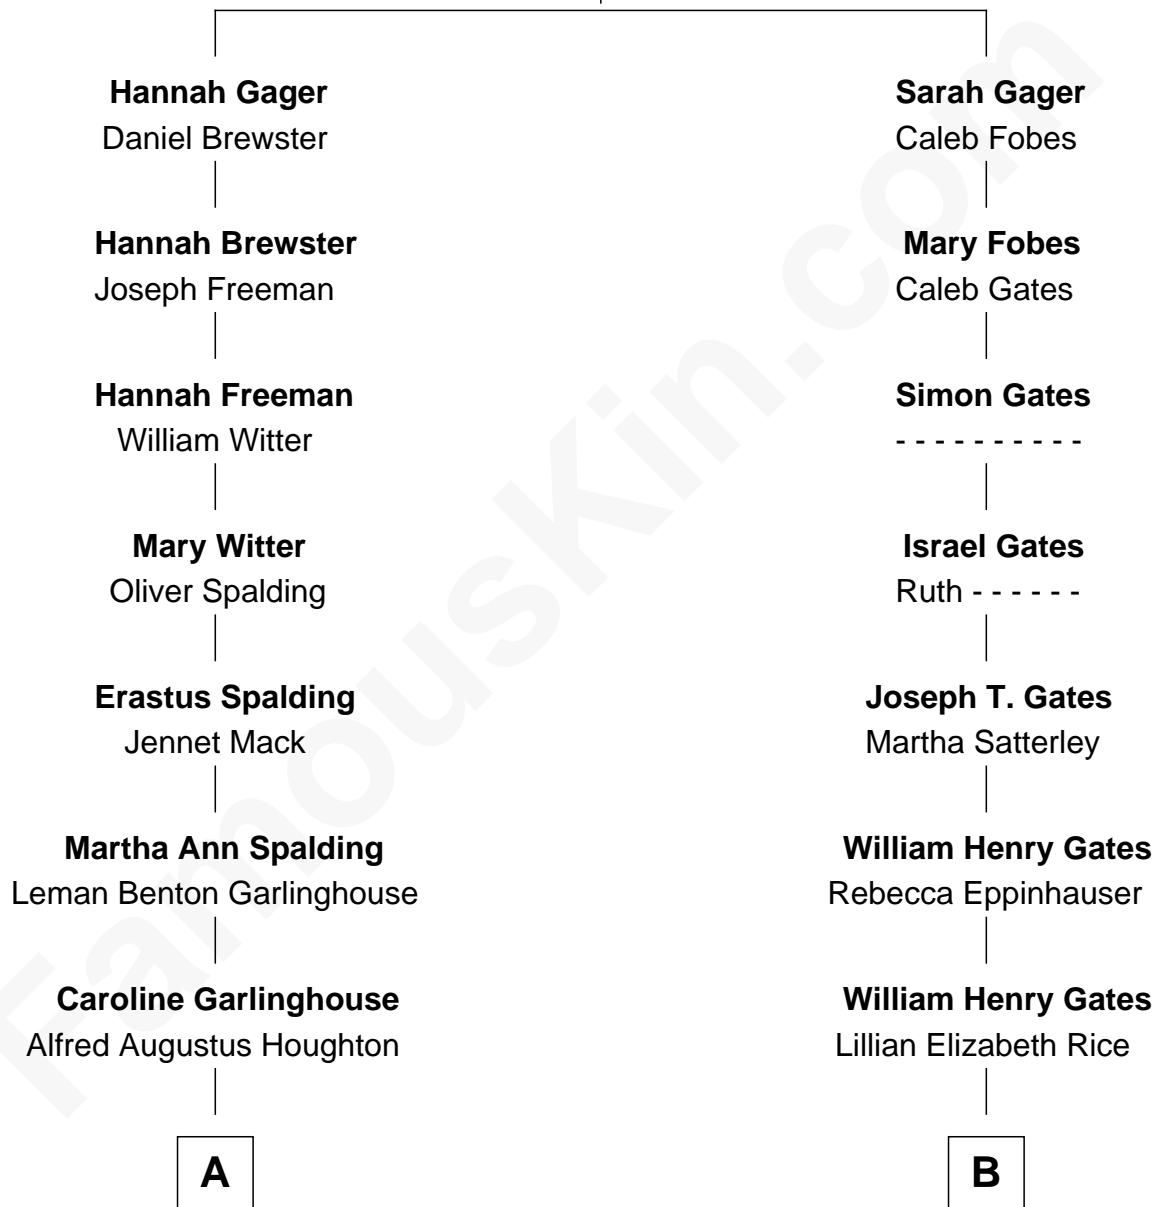 Hannah Gager
Daniel Brewster
Hannah Brewster
Joseph Freeman
Hannah Freeman
William Witter
Mary Witter
Oliver Spalding
Erastus Spalding
Jennet Mack
Martha Ann Spalding
Leman Benton Garlinghouse
Caroline Garlinghouse
Alfred Augustus Houghton
A
Sarah Gager
Caleb Fobes
Mary Fobes
Caleb Gates
Simon Gates
- - - - - - - - - -
Israel Gates
Ruth - - - - - -
Joseph T. Gates
Martha Satterley
William Henry Gates
Rebecca Eppinhauser
William Henry Gates
Lillian Elizabeth Rice
B
FamousKin.com